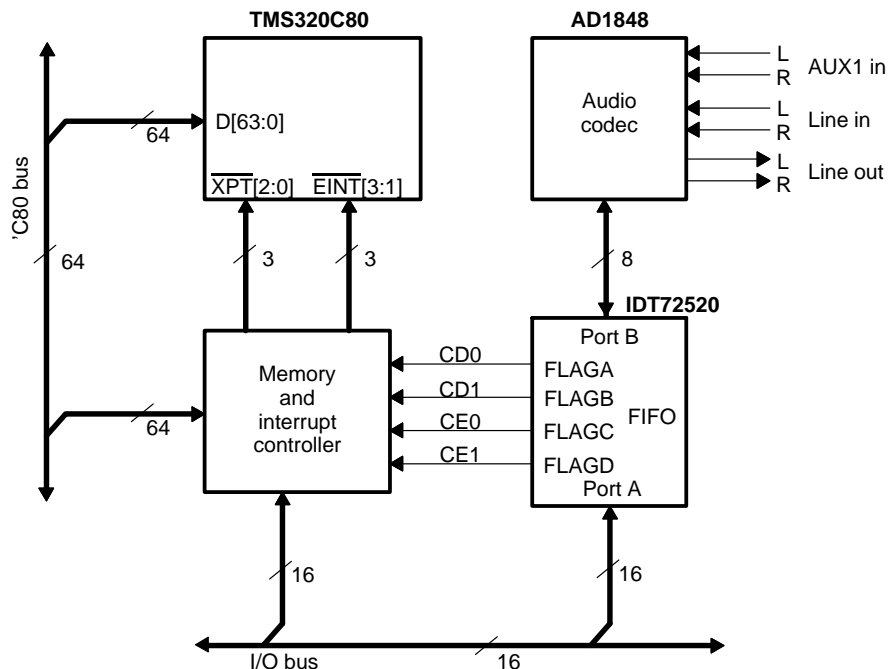 TMS320C80
AD1848
D[63:0]
XPT[2:0] EINT[3:1]
64
'C80 bus
64
3
3
Audio
codec
L
R
AUX1 in
L
R
Line in
L
R
Line out
8
IDT72520
Port B
FLAGA
FLAGB
FLAGC
FLAGD
FIFO
Port A
CD0
CD1
CE0
CE1
Memory
and
interrupt
controller
64
16
16
I/O bus
16